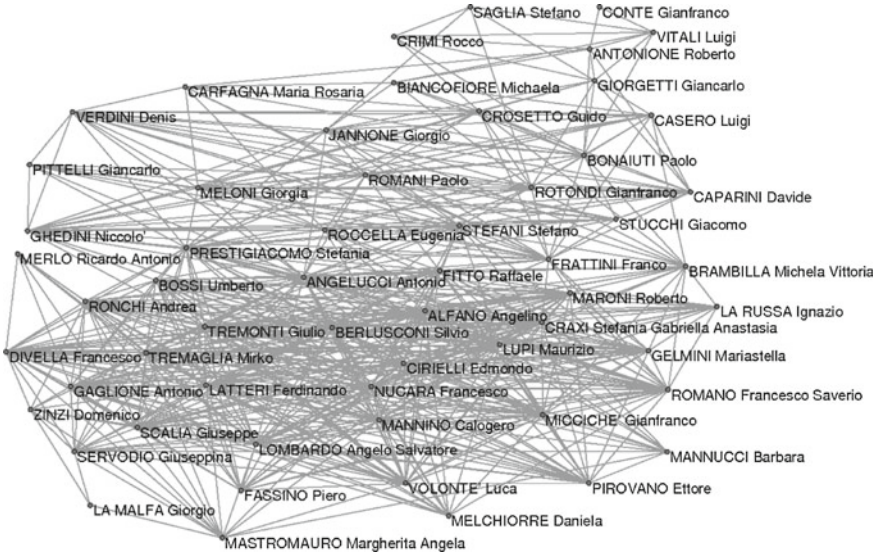 SAGLIA Stefano
CONTE Gianfranco
CRIMI Rocco
VITALI Luigi
ANTONIONE Roberto
CARFAGNA Maria Rosaria
BIANCOFIORE Michaela
GIORGETTI Giancarlo
VERDINI Denis
CROSETTO Guido
CASERO Luigi
JANNONE Giorgio
BONAIUTI Paolo
PITTELLI Giancarlo
ROMANI Paolo
MELONI Giorgia
ROTONDI Gianfranco
CAPARINI Davide
STUCCHI Giacomo
GHEDINI Niccolo'
ROCCELLA Eugenia
STEFANI Stefano
PRESTIGIACOMO Stefania
MERLO Ricardo Antonio
FRATTINI Franco
BRAMBILLA Michela Vittoria
BOSSI Umberto
ANGELUCCI Antonio
FITTO Raffaele
RONCHI Andrea
MARONI Roberto
LA RUSSA Ignazio
ALFANO Angelino
TREMONTI Giulio
BERLUSCONI Silvio
CRAXI Stefania Gabriella Anastasia
DIVELLA Francesco
TREMAGLIA Mirko
LUPI Maurizio
GELMINI Mariastella
CIRIELLI Edmondo
GAGLIONE Antonio
LATTERI Ferdinando
NUCARA Francesco
ROMANO Francesco Saverio
ZINZI Domenico
SCALIA Giuseppe
MANNINO Calogero
MICCICHE' Gianfranco
SERVODIO Giuseppina
LOMBARDO Angelo Salvatore
MANNUCCI Barbara
FASSINO Piero
VOLONTE' Luca
PIROVANO Ettore
LA MALFA Giorgio
MELCHIORRE Daniela
MASTROMAURO Margherita Angela